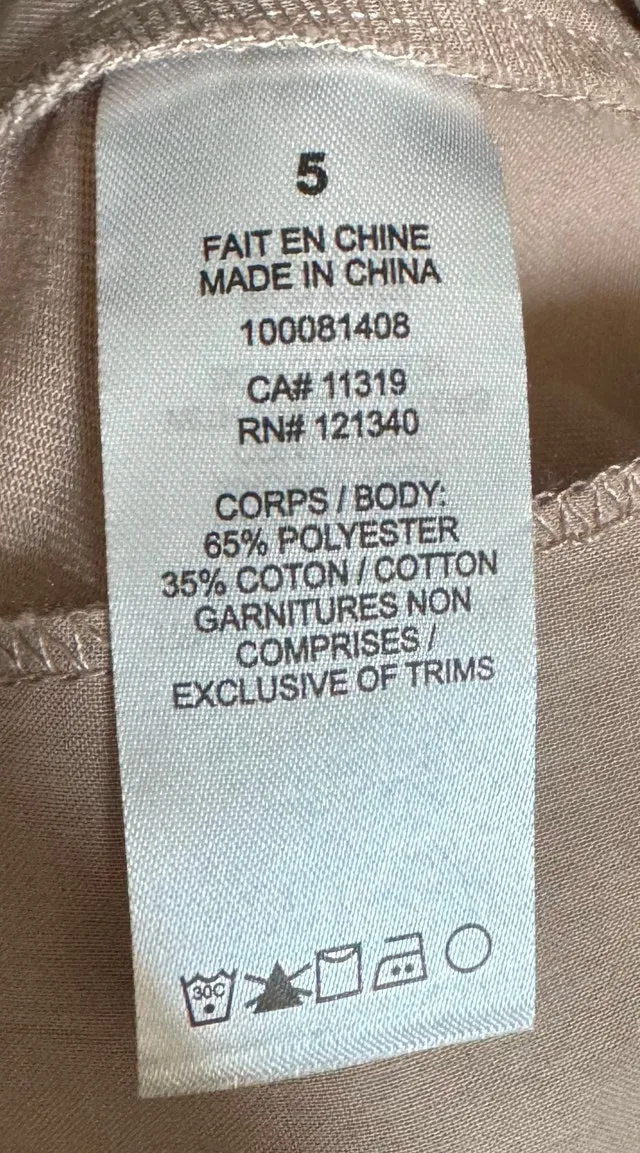 5
FAIT EN CHINE
MADE IN CHINA
100081408
CA# 11319
RN# 121340
CORPS / BODY:
65% POLYESTER
35% COTON / COTTON
GARNITURES NON
COMPRISES /
EXCLUSIVE OF TRIMS
30C